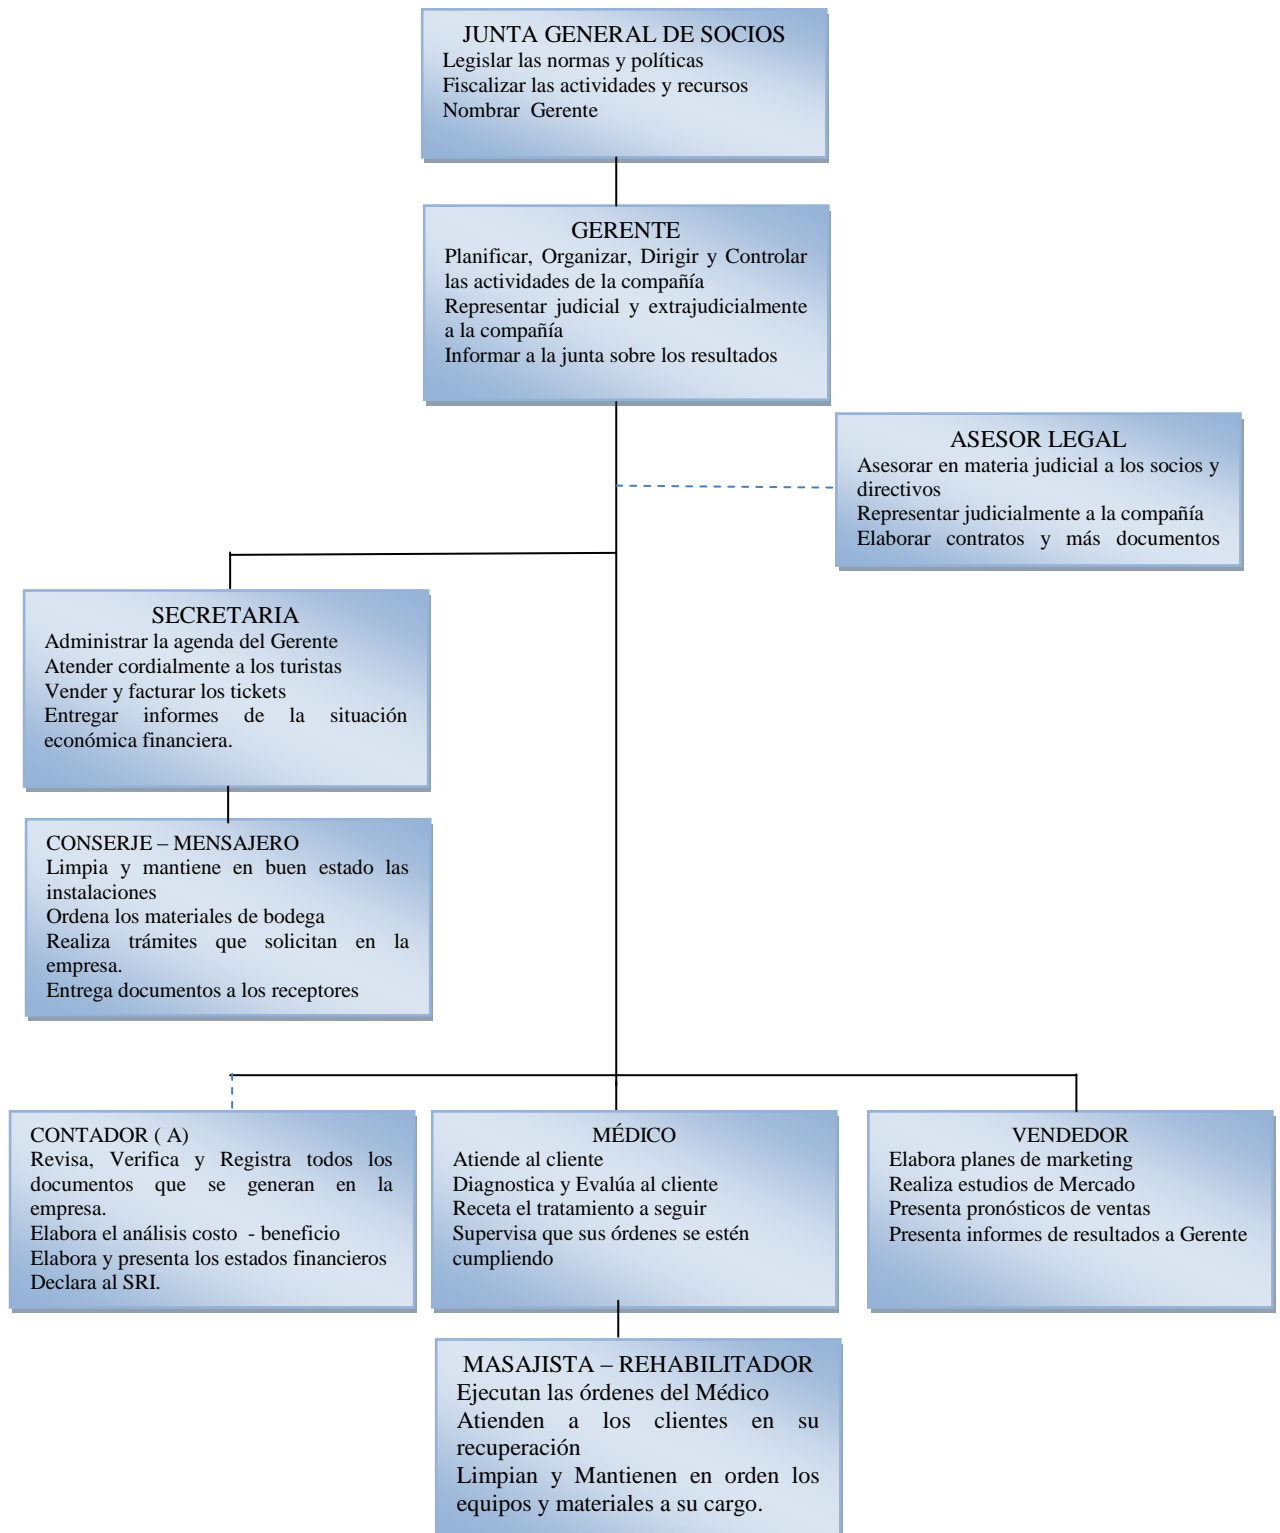 JUNTA GENERAL DE SOCIOS
Legislar las normas y políticas
Fiscalizar las actividades y recursos
Nombrar Gerente
GERENTE
Planificar, Organizar, Dirigir y Controlar
las actividades de la compañía
Representar judicial y extrajudicialmente
a la compañía
Informar a la junta sobre los resultados
ASESOR LEGAL
Asesorar en materia judicial a los socios y
directivos
Representar judicialmente a la compañía
Elaborar contratos y más documentos
SECRETARIA
Administrar la agenda del Gerente
Atender cordialmente a los turistas
Vender y facturar los tickets
Entregar informes de la situación
económica financiera.
CONSERJE – MENSAJERO
Limpia y mantiene en buen estado las
instalaciones
Ordena los materiales de bodega
Realiza trámites que solicitan en la
empresa.
Entrega documentos a los receptores
CONTADOR ( A)
Revisa, Verifica y Registra todos los
documentos que se generan en la
empresa.
Elabora el análisis costo - beneficio
Elabora y presenta los estados financieros
Declara al SRI.
MÉDICO
Atiende al cliente
Diagnostica y Evalúa al cliente
Receta el tratamiento a seguir
Supervisa que sus órdenes se estén
cumpliendo
VENDEDOR
Elabora planes de marketing
Realiza estudios de Mercado
Presenta pronósticos de ventas
Presenta informes de resultados a Gerente
MASAJISTA – REHABILITADOR
Ejecutan las órdenes del Médico
Atienden a los clientes en su
recuperación
Limpian y Mantienen en orden los
equipos y materiales a su cargo.